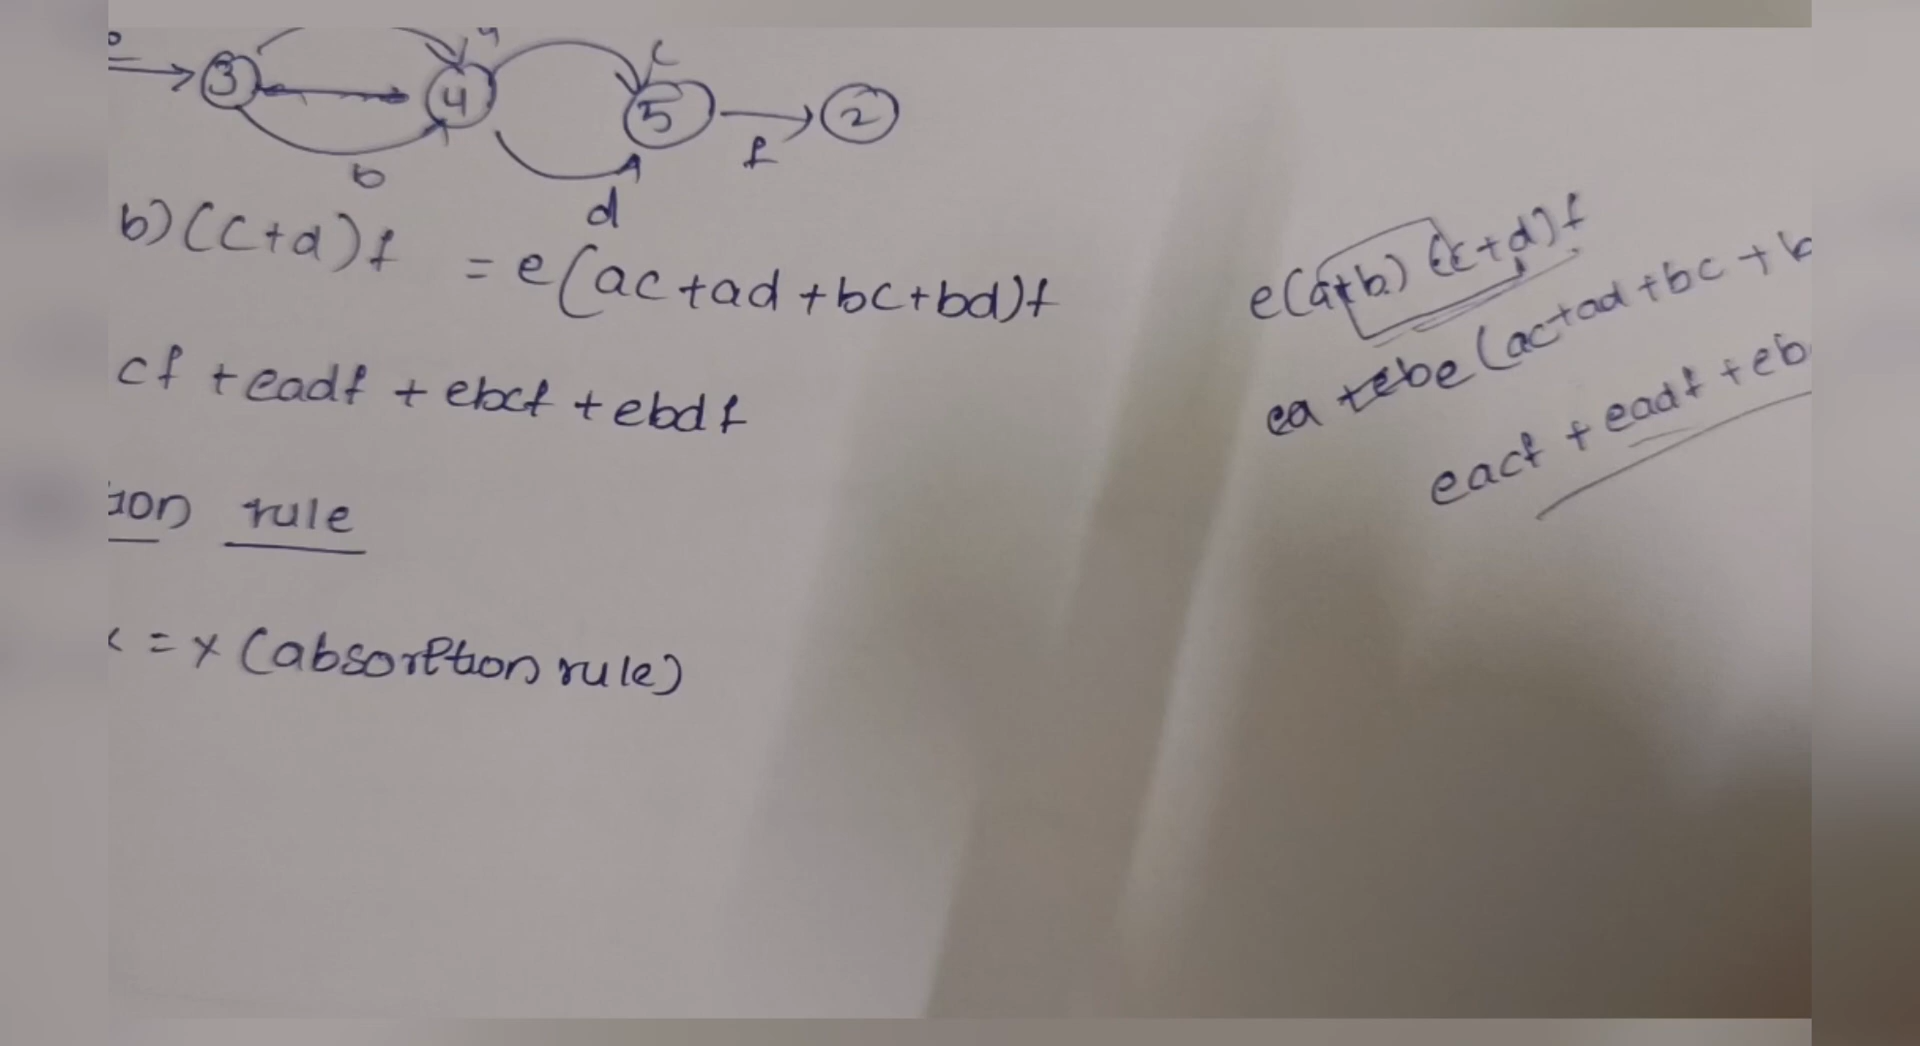 3 4 c 5 2
b d f
b)(c+d)f = e(ac+ad+bc+bd)f
cf + eadf + ebcf + ebdf
rule
= x (absorption rule)
e(a+b)(c+d)f
ea +ebe (ac+ad+bc+
eacf + eadf + eb